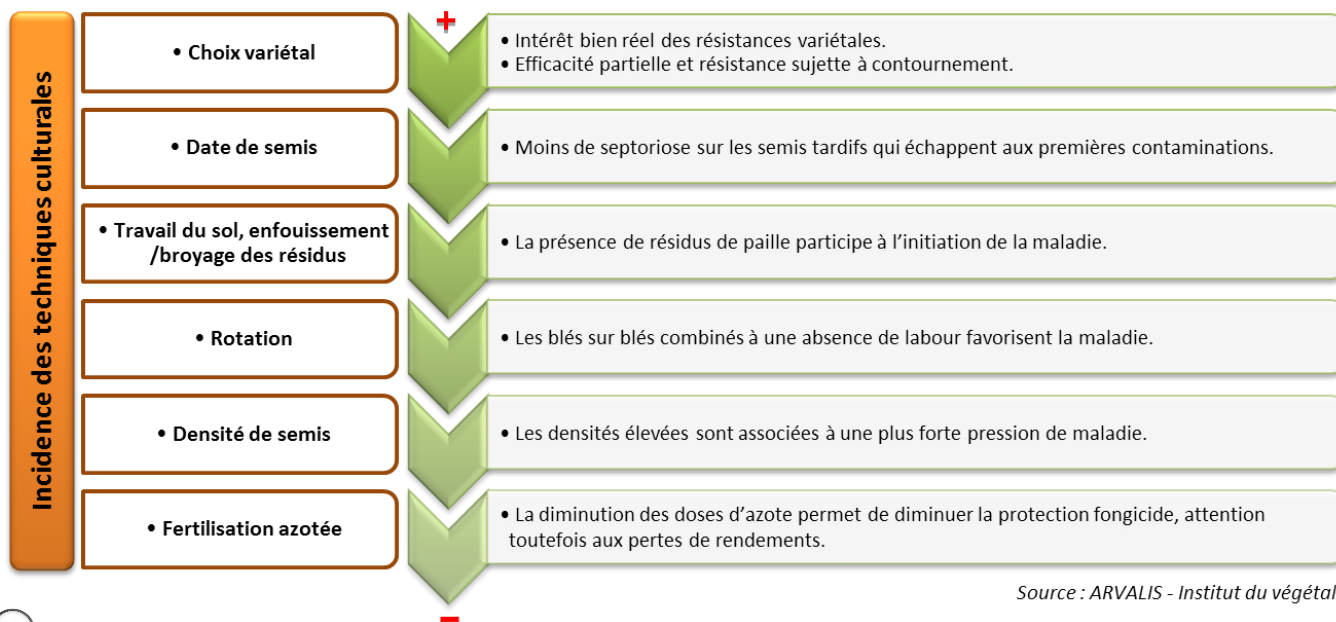 Incidence des techniques culturales
+
• Choix variétal
• Intérêt bien réel des résistances variétales.
• Efficacité partielle et résistance sujette à contournement.
• Date de semis
• Moins de septoriose sur les semis tardifs qui échappent aux premières contaminations.
• Travail du sol, enfouissement
/broyage des résidus
• La présence de résidus de paille participe à l’initiation de la maladie.
• Rotation
• Les blés sur blés combinés à une absence de labour favorisent la maladie.
• Densité de semis
• Les densités élevées sont associées à une plus forte pression de maladie.
• Fertilisation azotée
• La diminution des doses d’azote permet de diminuer la protection fongicide, attention
toutefois aux pertes de rendements.
-
Source : ARVALIS - Institut du végétal